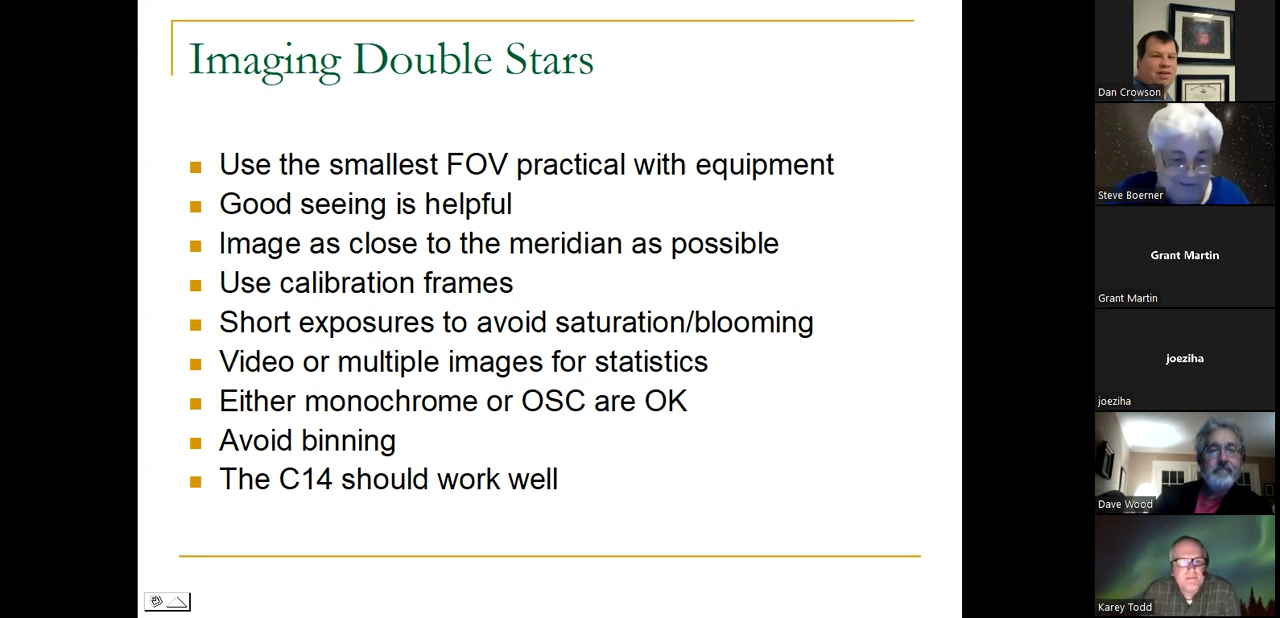 Imaging Double Stars
Use the smallest FOV practical with equipment
Good seeing is helpful
Image as close to the meridian as possible
Use calibration frames
Short exposures to avoid saturation/blooming
Video or multiple images for statistics
Either monochrome or OSC are OK
Avoid binning
The C14 should work well
Dan Crowson
Steve Boerner
Grant Martin
Grant Martin
joeziha
joeziha
Dave Wood
Karey Todd